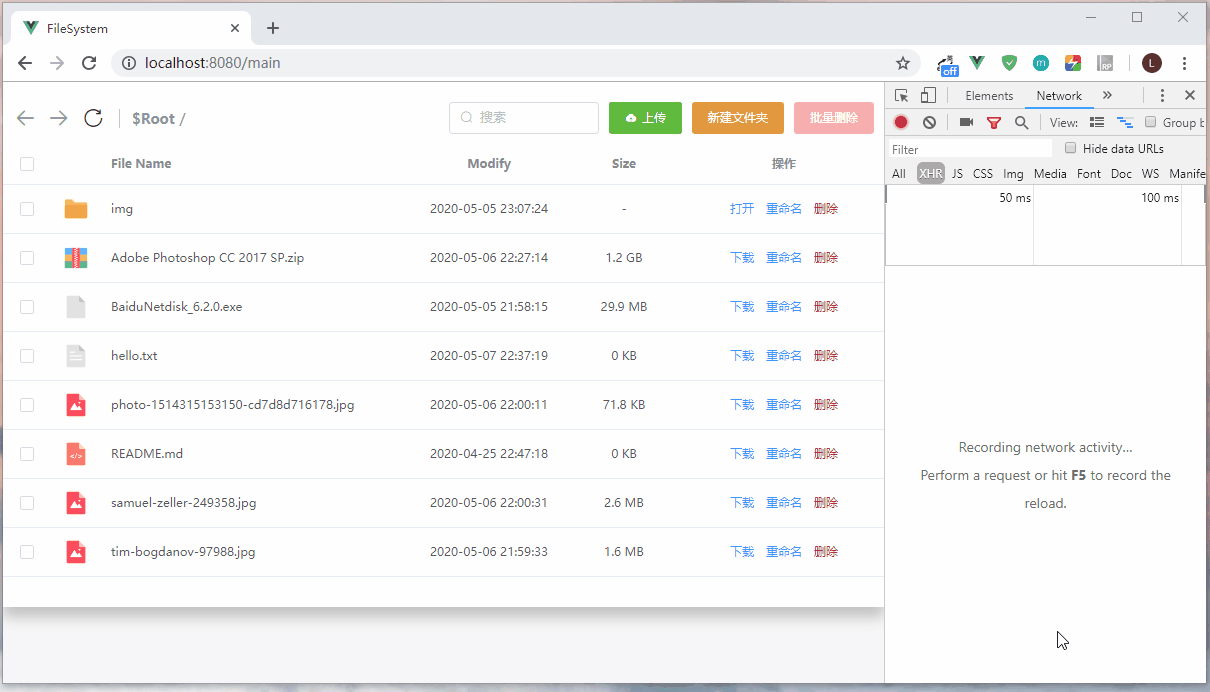 FileSystem
localhost:8080/main
off
m
RP
L
$Root /
搜索
上传
新建文件夹
批量删除
File Name Modify Size 操作
img 2020-05-05 23:07:24 - 打开 重命名 删除
Adobe Photoshop CC 2017 SP.zip 2020-05-06 22:27:14 1.2 GB 下载 重命名 删除
BaiduNetdisk_6.2.0.exe 2020-05-05 21:58:15 29.9 MB 下载 重命名 删除
hello.txt 2020-05-07 22:37:19 0 KB 下载 重命名 删除
photo-1514315153150-cd7d8d716178.jpg 2020-05-06 22:00:11 71.8 KB 下载 重命名 删除
README.md 2020-04-25 22:47:18 0 KB 下载 重命名 删除
samuel-zeller-249358.jpg 2020-05-06 22:00:31 2.6 MB 下载 重命名 删除
tim-bogdanov-97988.jpg 2020-05-06 21:59:33 1.6 MB 下载 重命名 删除
Elements Network
View: Group b
Filter Hide data URLs
All XHR JS CSS Img Media Font Doc WS Manife
50 ms 100 ms
Recording network activity...
Perform a request or hit F5 to record the
reload.